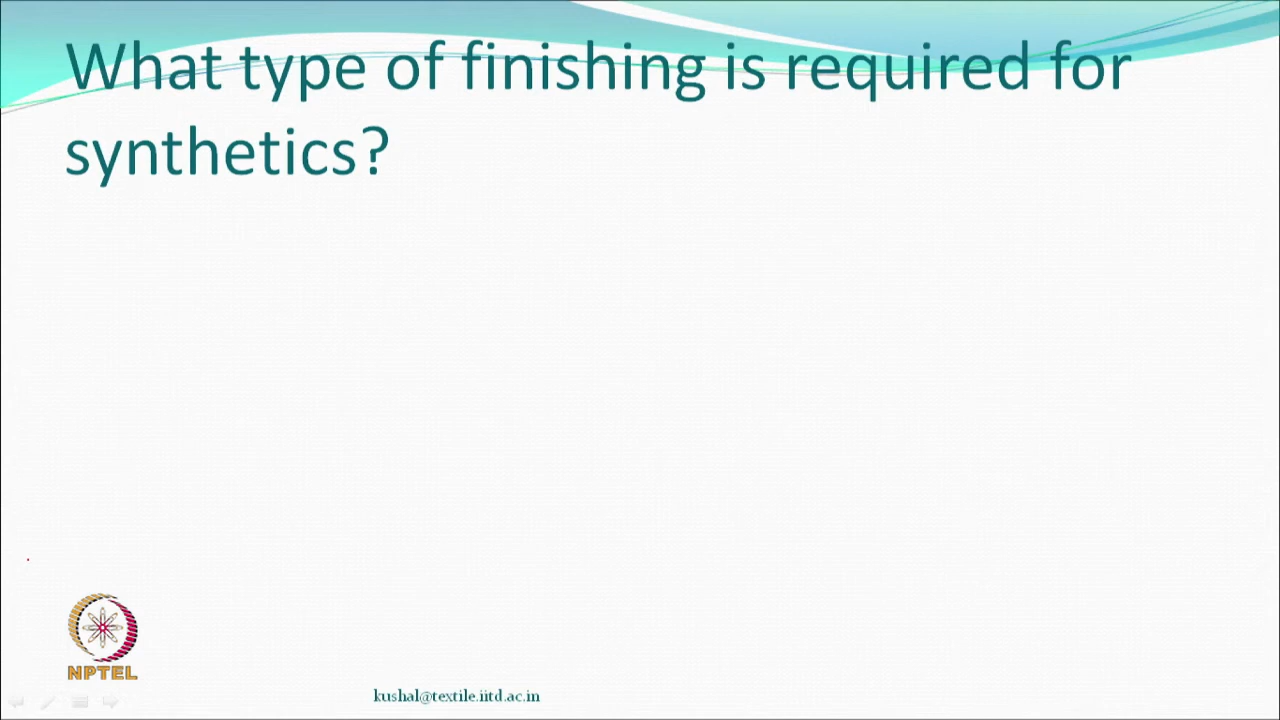 What type of finishing is required for
synthetics?
NPTEL
kushal@textile.iitd.ac.in